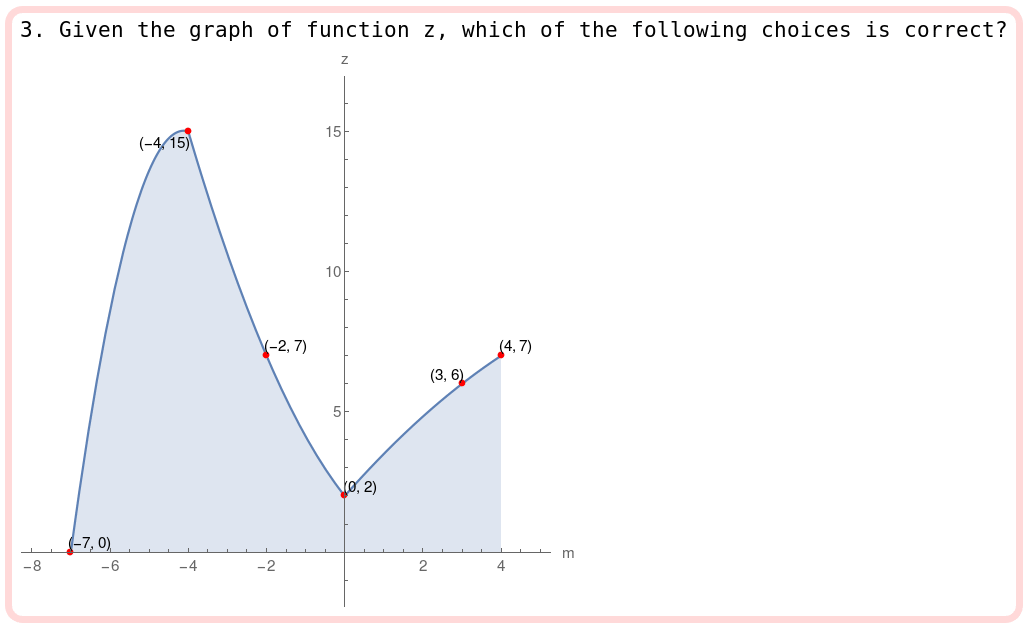 3. Given the graph of function z, which of the following choices is correct?
z
15
(−4, 15)
10
(−2, 7)
(4, 7)
(3, 6)
5
(0, 2)
(−7, 0)
m
−8 −6 −4 −2 2 4